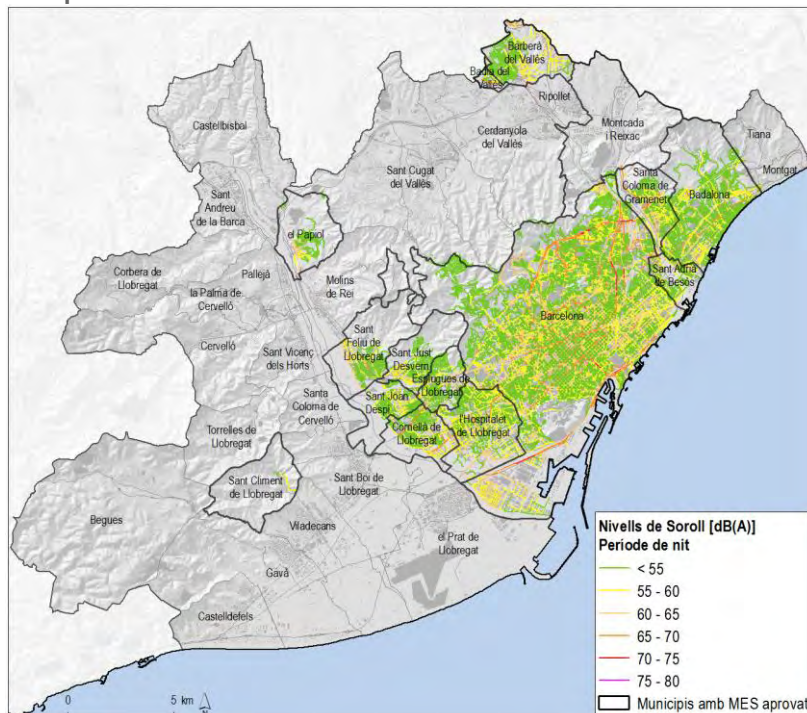 Barberà
del Vallès
Badia del
Vallès
Ripollet
Castellbisbal
Cerdanyola
del Vallès
Montcada
i Reixac
Tiana
Montgat
Sant Cugat
del Vallès
Santa
Coloma de
Gramenet
Badalona
Sant
Andreu
de la Barca
el Papiol
Sant Adrià
de Besòs
Corbera de
Llobregat
Pallejà
Molins
de Rei
la Palma de
Cervelló
Barcelona
Cervelló
Sant Vicenç
dels Horts
Sant
Feliu de
Llobregat
Sant Just
Desvern
Esplugues de
Llobregat
Sant Joan
Despí
Santa
Coloma de
Cervelló
Cornellà de
Llobregat
l'Hospitalet
de Llobregat
Torrelles de
Llobregat
Sant Climent
de Llobregat
Sant Boi de
Llobregat
Begues
Viladecans
el Prat de
Llobregat
Gavà
Castelldefels
0 5 km
N
Nivells de Soroll [dB(A)]
Període de nit
< 55
55 - 60
60 - 65
65 - 70
70 - 75
75 - 80
Municipis amb MES aprovat